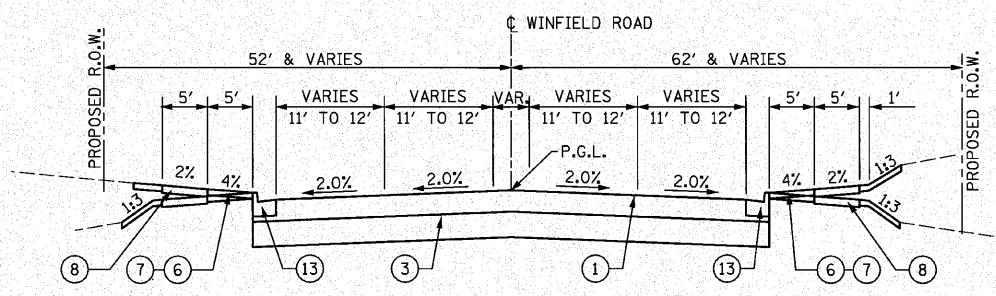 ℄ WINFIELD ROAD
PROPOSED R.O.W.
52' & VARIES
62' & VARIES
PROPOSED R.O.W.
5'
5'
VARIES
11' TO 12'
VARIES
11' TO 12'
VAR.
VARIES
11' TO 12'
VARIES
11' TO 12'
5'
5'
1'
P.G.L.
2%
4%
2.0%
2.0%
2.0%
2.0%
4%
2%
1:3
1:3
1:3
8
7
6
13
3
1
13
6
7
8